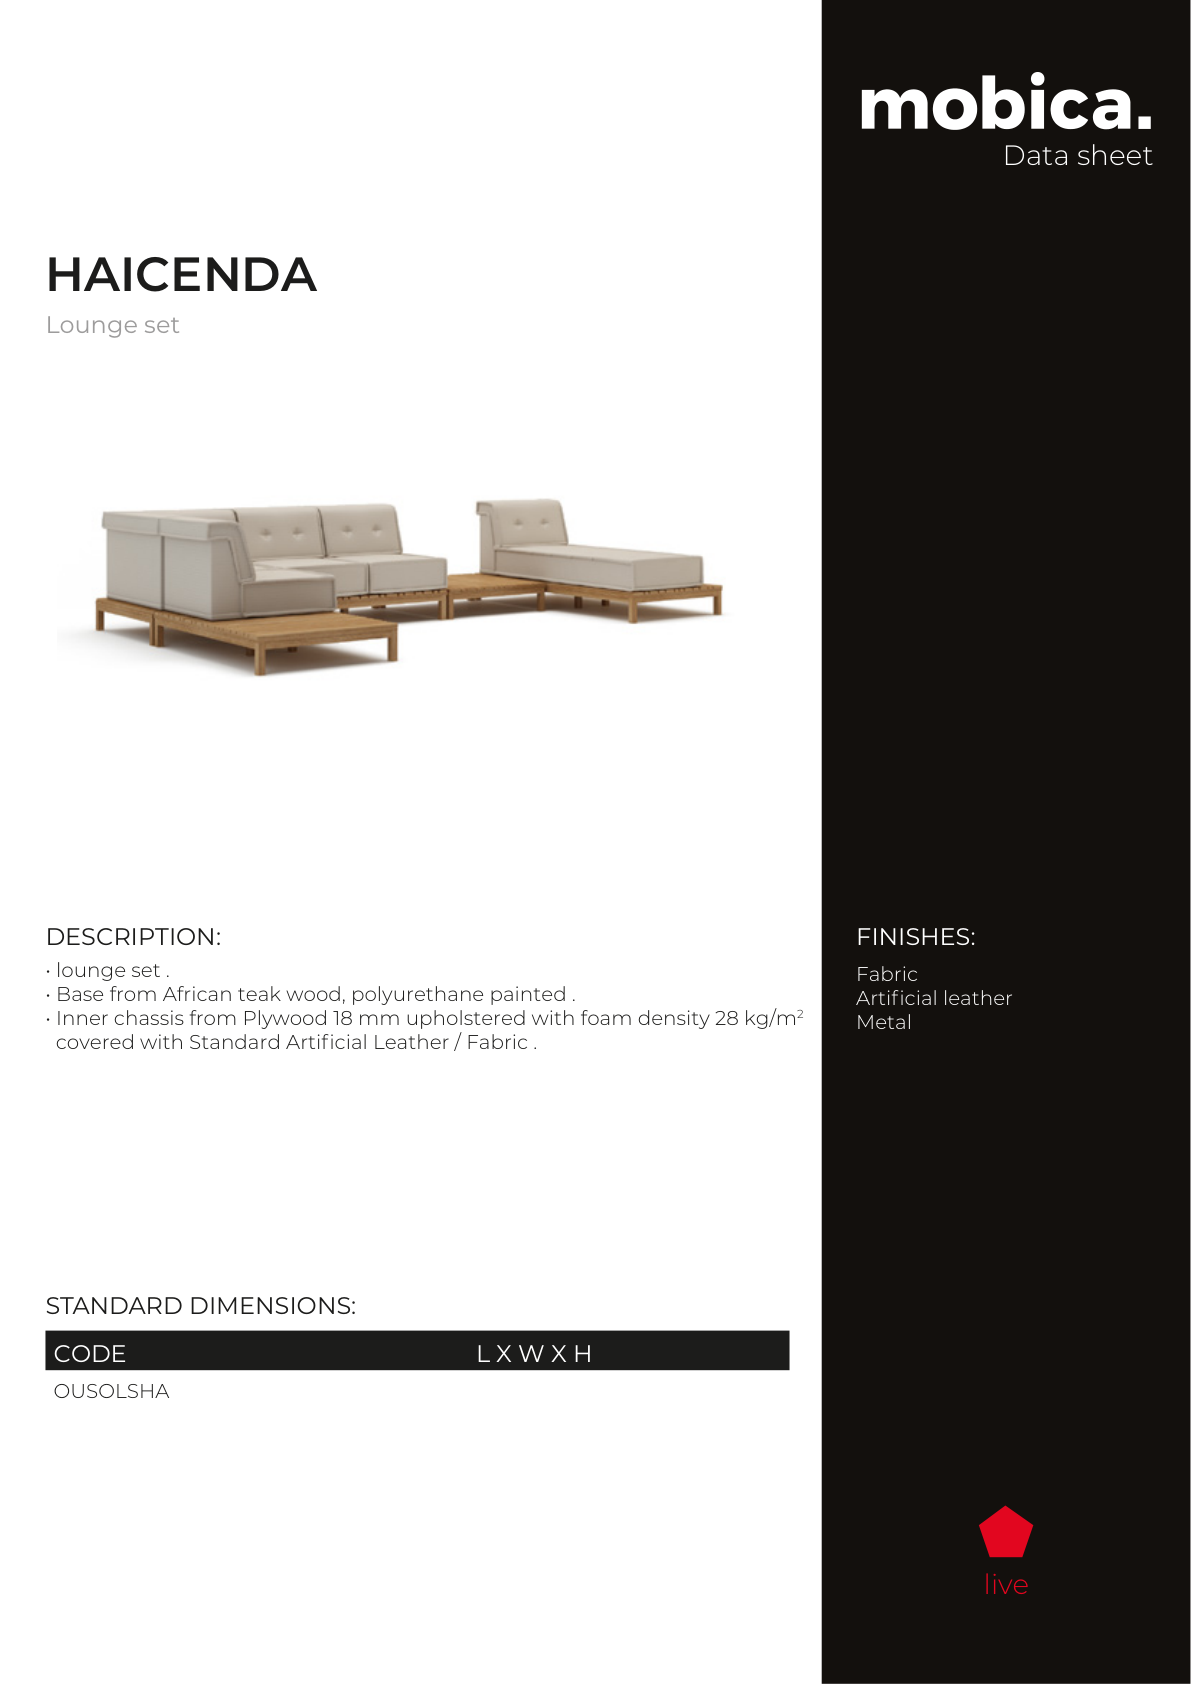 mobica.
Data sheet
HAICENDA
Lounge set
DESCRIPTION:
• lounge set .
• Base from African teak wood, polyurethane painted .
• Inner chassis from Plywood 18 mm upholstered with foam density 28 kg/m²
covered with Standard Artificial Leather / Fabric .
FINISHES:
Fabric
Artificial leather
Metal
STANDARD DIMENSIONS:
CODE L X W X H
OUSOLSHA
live